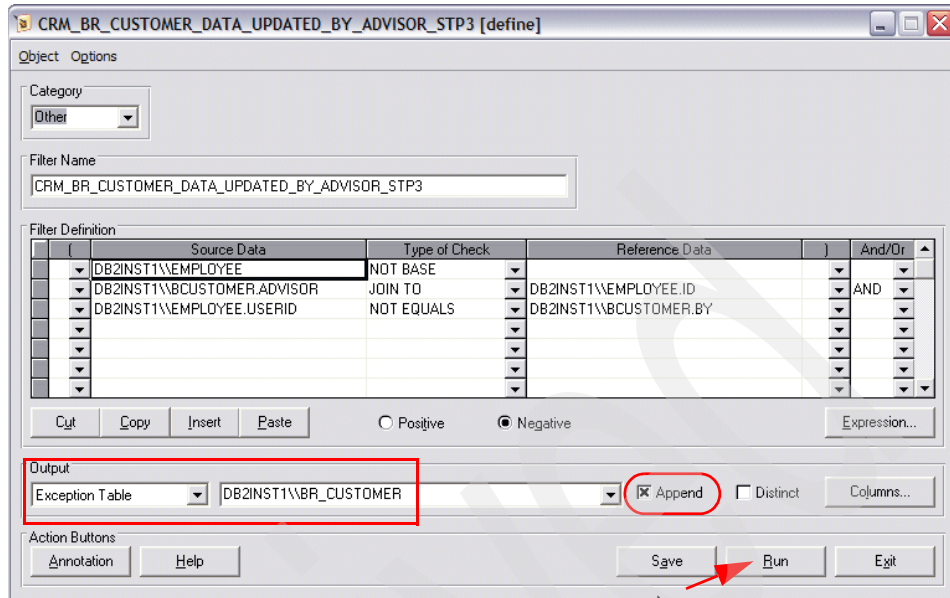 CRM_BR_CUSTOMER_DATA_UPDATED_BY_ADVISOR_STP3 [define]
Object Options
Category
Other
Filter Name
CRM_BR_CUSTOMER_DATA_UPDATED_BY_ADVISOR_STP3
Filter Definition
( Source Data Type of Check Reference Data ) And/Or
DB2INST1\\EMPLOYEE NOT BASE
DB2INST1\\BCUSTOMER.ADVISOR JOIN TO DB2INST1\\EMPLOYEE.ID AND
DB2INST1\\EMPLOYEE.USERID NOT EQUALS DB2INST1\\BCUSTOMER.BY
Cut Copy Insert Paste Positive Negative Expression...
Output
Exception Table DB2INST1\\BR_CUSTOMER Append Distinct Columns...
Action Buttons
Annotation Help Save Run Exit